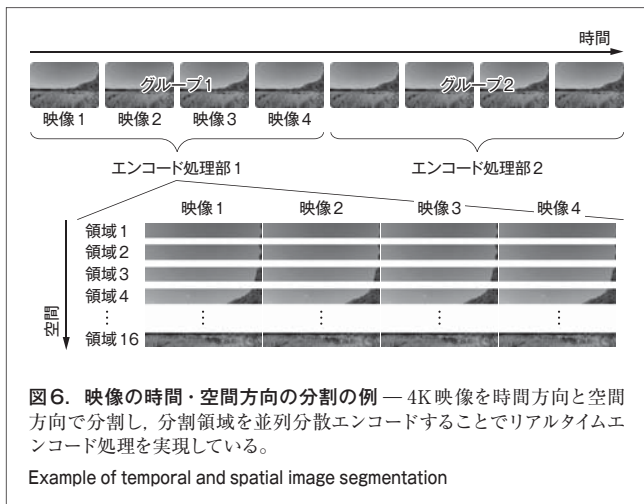 時間
グループ1
グループ2
映像1 映像2 映像3 映像4
エンコード処理部1 エンコード処理部2
映像1 映像2 映像3 映像4
領域1
領域2
領域3
領域4
⋮ ⋮ ⋮ ⋮ ⋮
領域16
空間
図6. 映像の時間・空間方向の分割の例 — 4K映像を時間方向と空間
方向で分割し,分割領域を並列分散エンコードすることでリアルタイムエ
ンコード処理を実現している。
Example of temporal and spatial image segmentation